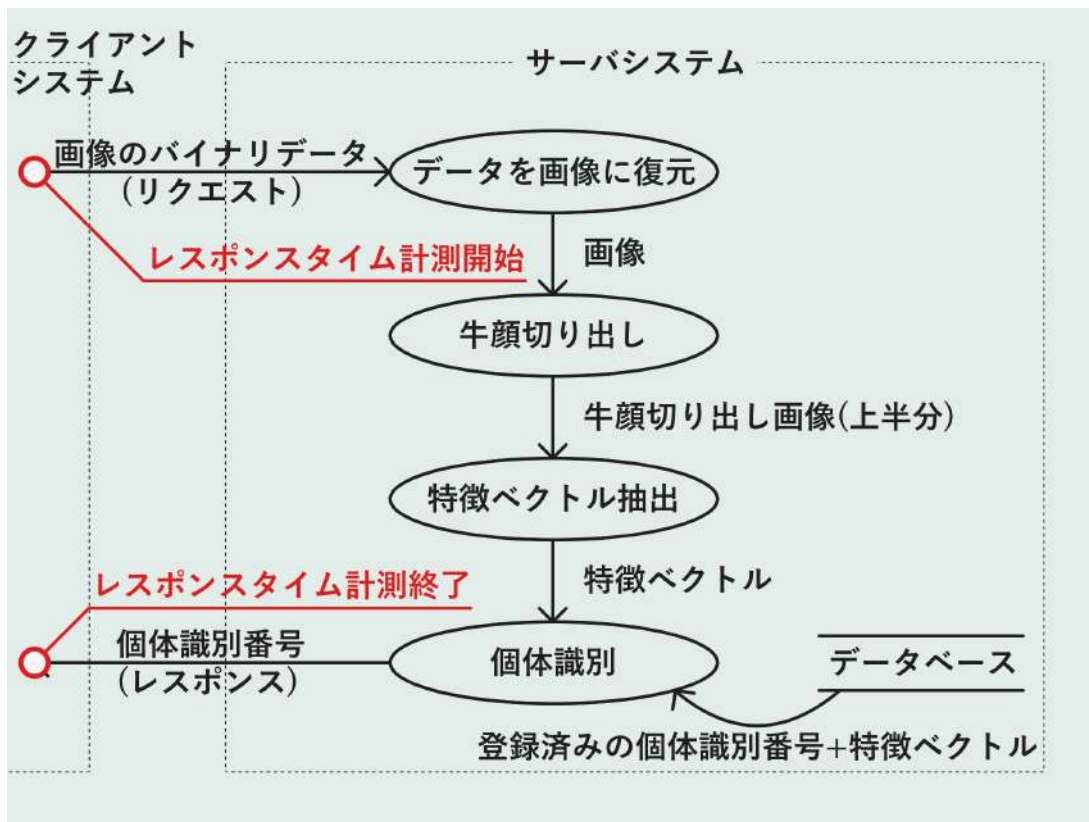 クライアント
システム
サーバシステム
画像のバイナリデータ
(リクエスト)
データを画像に復元
レスポンスタイム計測開始
画像
牛顔切り出し
牛顔切り出し画像(上半分)
特徴ベクトル抽出
レスポンスタイム計測終了
特徴ベクトル
個体識別番号
(レスポンス)
個体識別
データベース
登録済みの個体識別番号+特徴ベクトル